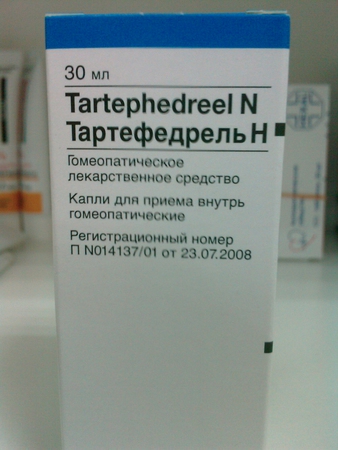 30 мл
Tartephedreel N
Тартефедрель Н
Гомеопатическое
лекарственное средство
Капли для приема внутрь
гомеопатические
Регистрационный номер
П N014137/01 от 23.07.2008